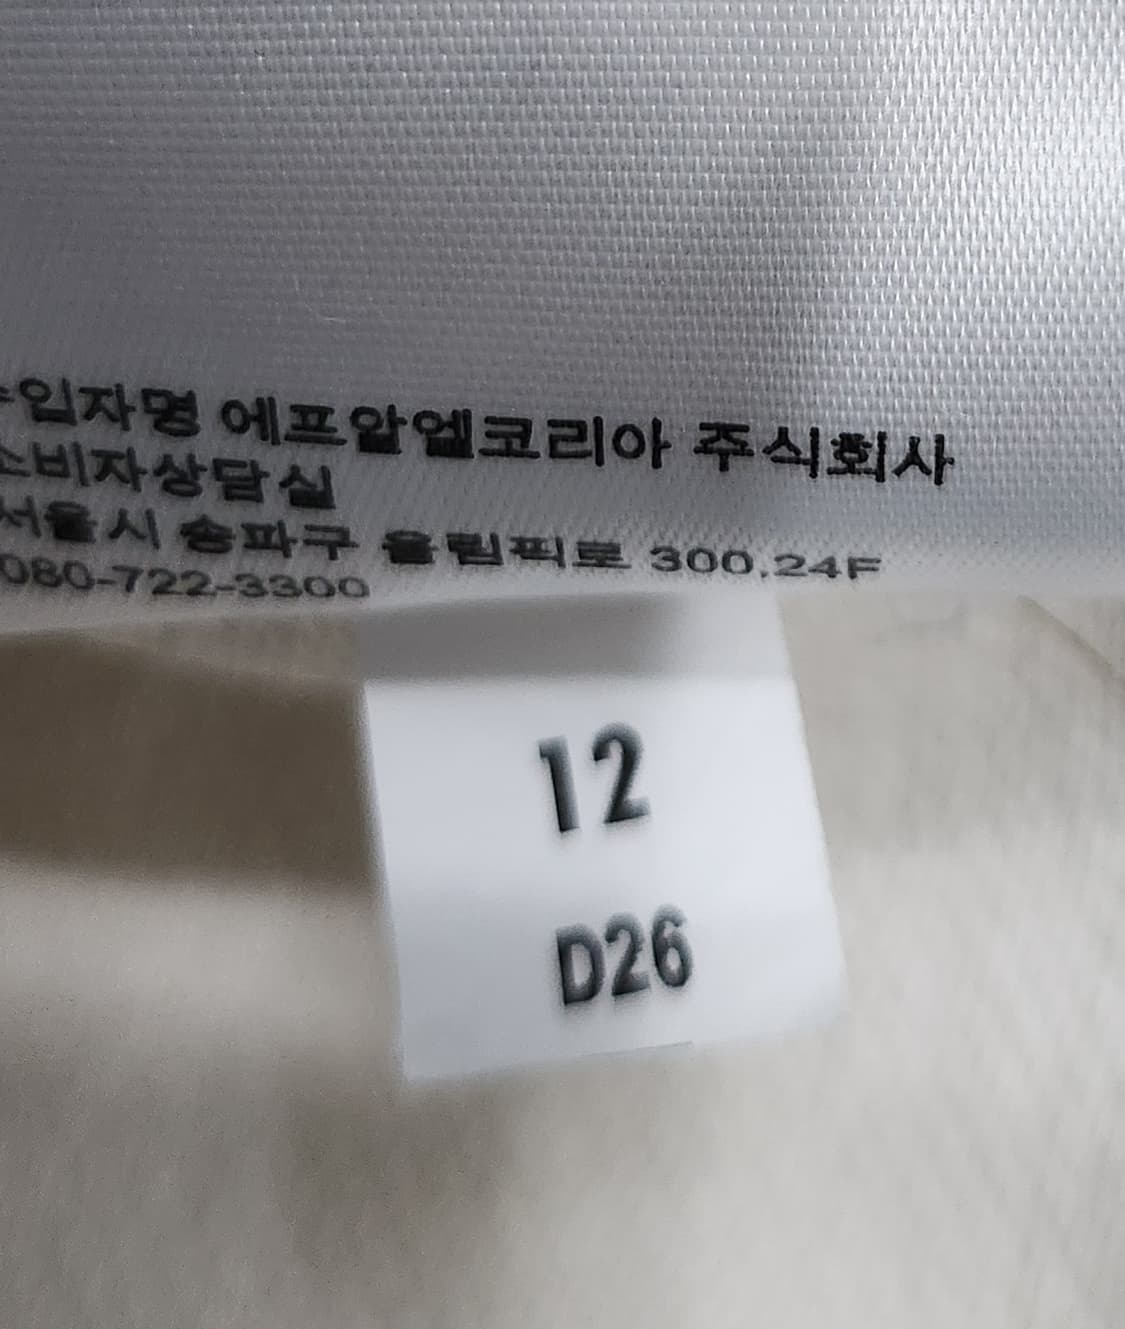 수입자명 에프알엘코리아 주식회사
소비자상담실
서울시 송파구 올림픽로 300,24F
080-722-3300
12
D26